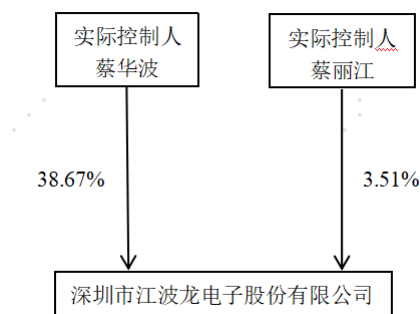 实际控制人
蔡华波
实际控制人
蔡丽江
38.67%
3.51%
深圳市江波龙电子股份有限公司